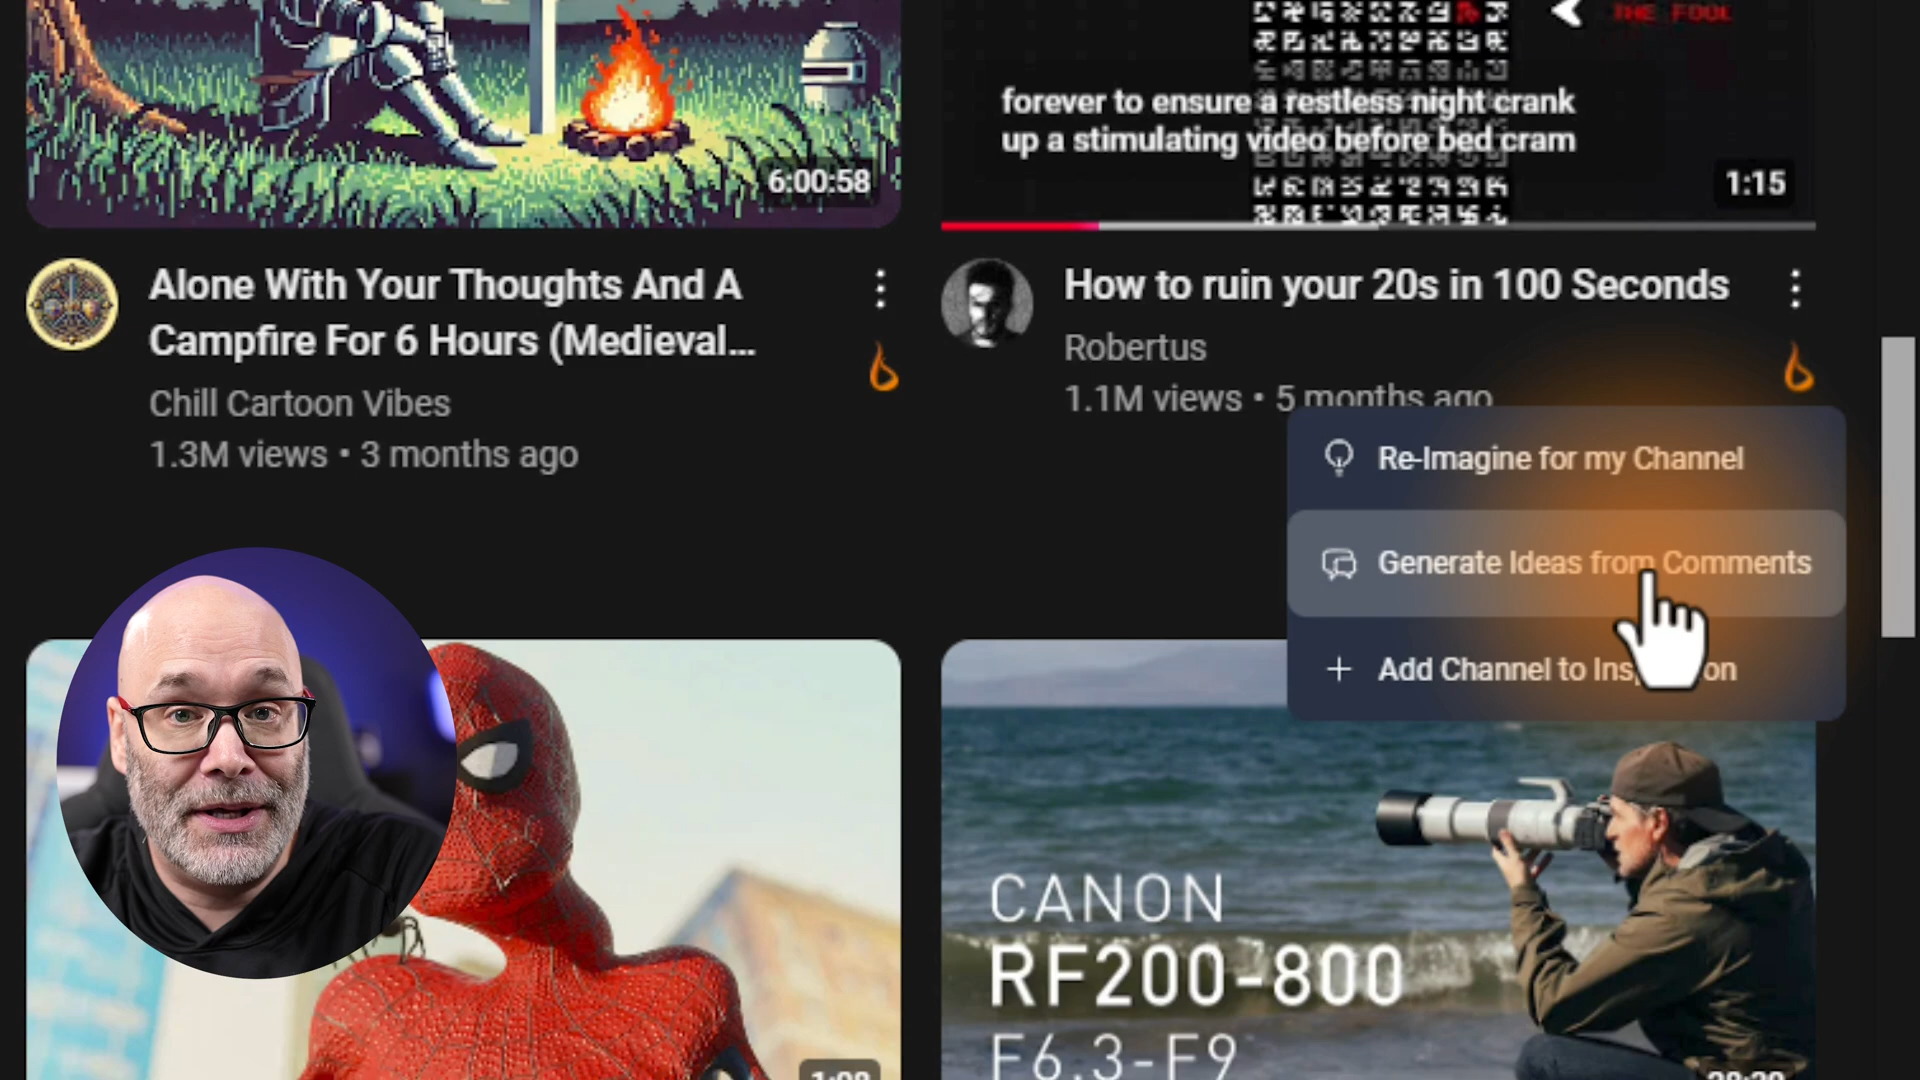 THE FOOL
forever to ensure a restless night crank
up a stimulating video before bed cram
6:00:58
1:15
Alone With Your Thoughts And A
Campfire For 6 Hours (Medieval...
Chill Cartoon Vibes
1.3M views • 3 months ago
How to ruin your 20s in 100 Seconds
Robertus
1.1M views • 5 months ago
Re-Imagine for my Channel
Generate Ideas from Comments
Add Channel to
CANON
RF200-800
F6.3-F9